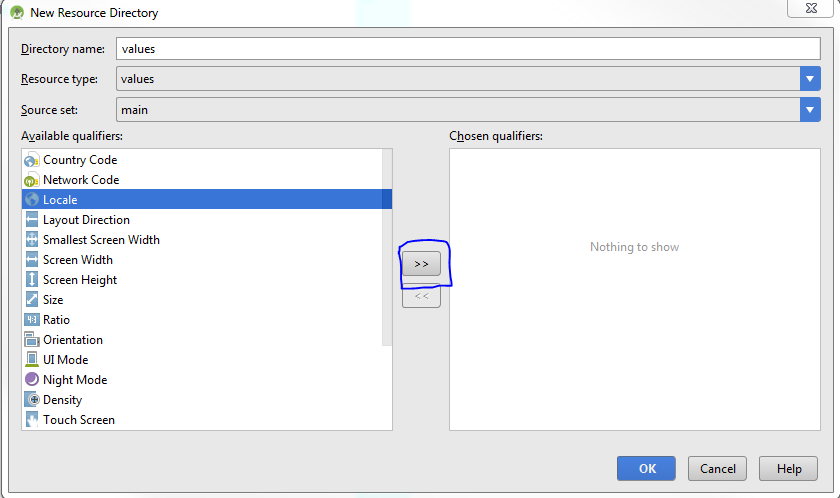 New Resource Directory
Directory name: values
Resource type: values
Source set: main
Available qualifiers:
Country Code
Network Code
Locale
Layout Direction
Smallest Screen Width
Screen Width
Screen Height
Size
Ratio
Orientation
UI Mode
Night Mode
Density
Touch Screen
>>
<<
Chosen qualifiers:
Nothing to show
OK Cancel Help